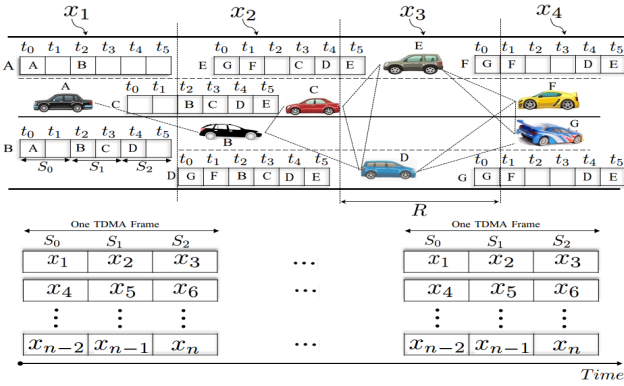 x₁ x₂ x₃ x₄
t₀ t₁ t₂ t₃ t₄ t₅
A A B
t₀ t₁ t₂ t₃ t₄ t₅
E G F C D E
E
t₀ t₁ t₂ t₃ t₄ t₅
F G F D E
A
t₀ t₁ t₂ t₃ t₄ t₅
C B C D E
C
F
B
G
t₀ t₁ t₂ t₃ t₄ t₅
B A B C D
S₀ S₁ S₂
t₀ t₁ t₂ t₃ t₄ t₅
D G F B C D E
D
t₀ t₁ t₂ t₃ t₄ t₅
G G F D E
R
One TDMA Frame One TDMA Frame
S₀ S₁ S₂ S₀ S₁ S₂
x₁ x₂ x₃ ... x₁ x₂ x₃
x₄ x₅ x₆ ... x₄ x₅ x₆
xₙ₋₂ xₙ₋₁ xₙ ... xₙ₋₂ xₙ₋₁ xₙ
Time